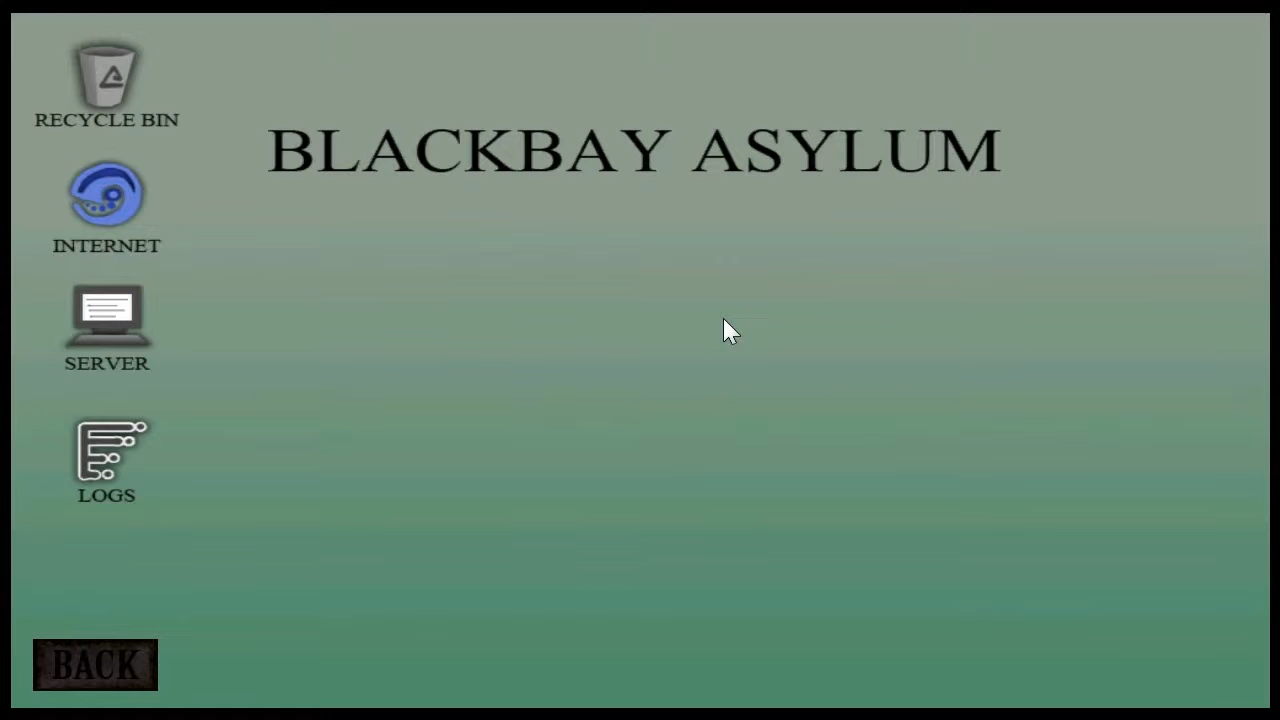 RECYCLE BIN
BLACKBAY ASYLUM
INTERNET
SERVER
LOGS
BACK